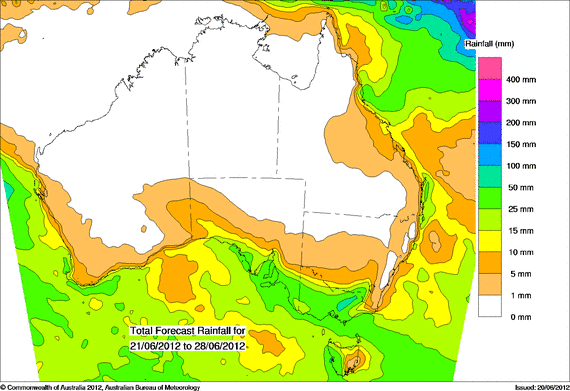 Rainfall (mm)
400 mm
300 mm
200 mm
150 mm
100 mm
50 mm
25 mm
15 mm
10 mm
5 mm
1 mm
0 mm
Total Forecast Rainfall for
21/06/2012 to 28/06/2012
© Commonwealth of Australia 2012, Australian Bureau of Meteorology
Issued: 20/06/2012